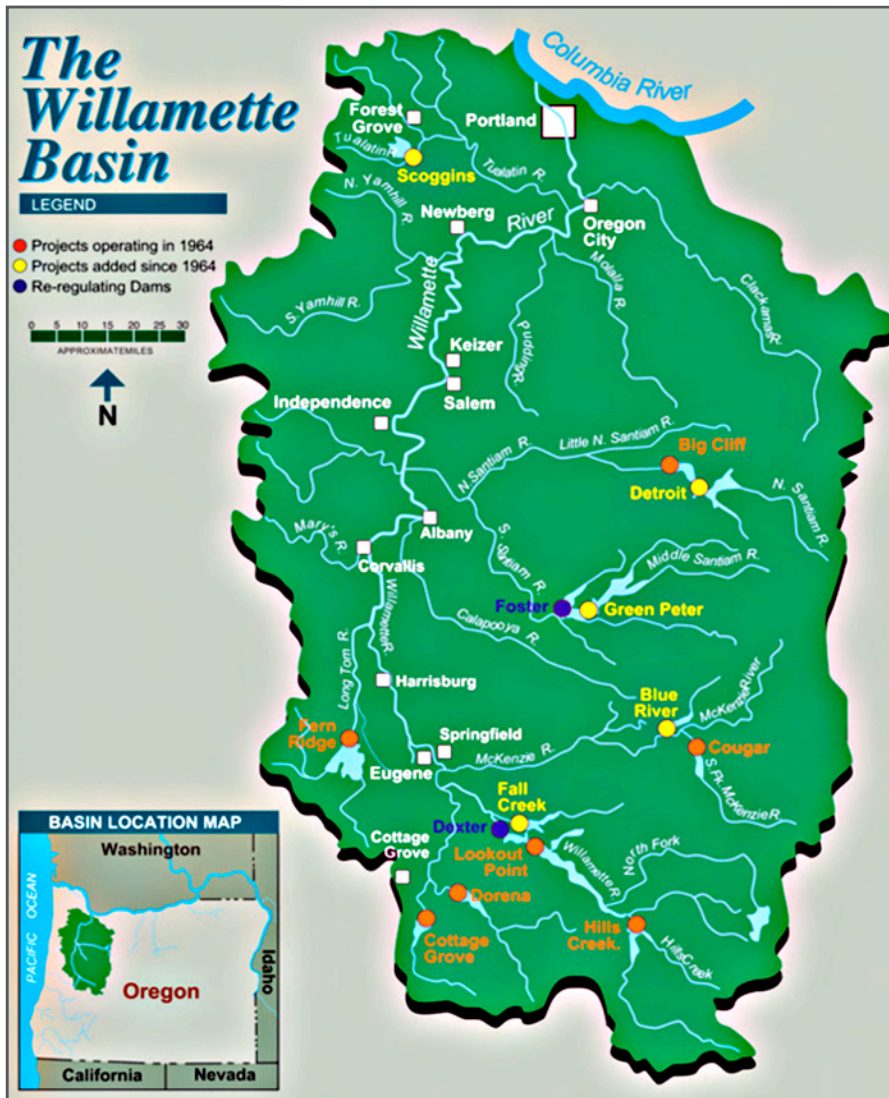 The
Willamette
Basin
LEGEND
Projects operating in 1964
Projects added since 1964
Re-regulating Dams
0 5 10 15 20 25 30
APPROXIMATEMILES
N
Columbia River
Forest
Grove
Portland
Tualatin R.
Scoggins
Tualatin R.
N. Yamhill R.
Newberg
River
Oregon
City
Willamette
Molalla R.
Clackamas R.
S. Yamhill R.
Pudding R.
Keizer
Salem
Independence
Little N. Santiam R.
N. Santiam R.
Big Cliff
Detroit
N. Santiam R.
Albany
Mary's R.
Corvallis
S. Santiam R.
Middle Santiam R.
Foster
Green Peter
Willamette R.
Calapooya R.
Long Tom R.
Harrisburg
Blue
River
McKenzie River
Fern
Ridge
Springfield
McKenzie R.
Cougar
Eugene
S. Fk. McKenzie R.
Fall
Creek
Dexter
Lookout
Point
Willamette R.
North Fork
Cottage
Grove
Dorena
Cottage
Grove
Hills
Creek.
Hills Creek
BASIN LOCATION MAP
Washington
PACIFIC OCEAN
Oregon
Idaho
California
Nevada